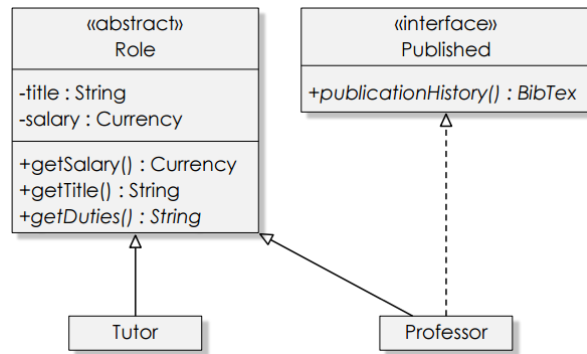 «abstract»
Role
-title : String
-salary : Currency
+getSalary() : Currency
+getTitle() : String
+getDuties() : String
«interface»
Published
+publicationHistory() : BibTex
Tutor
Professor